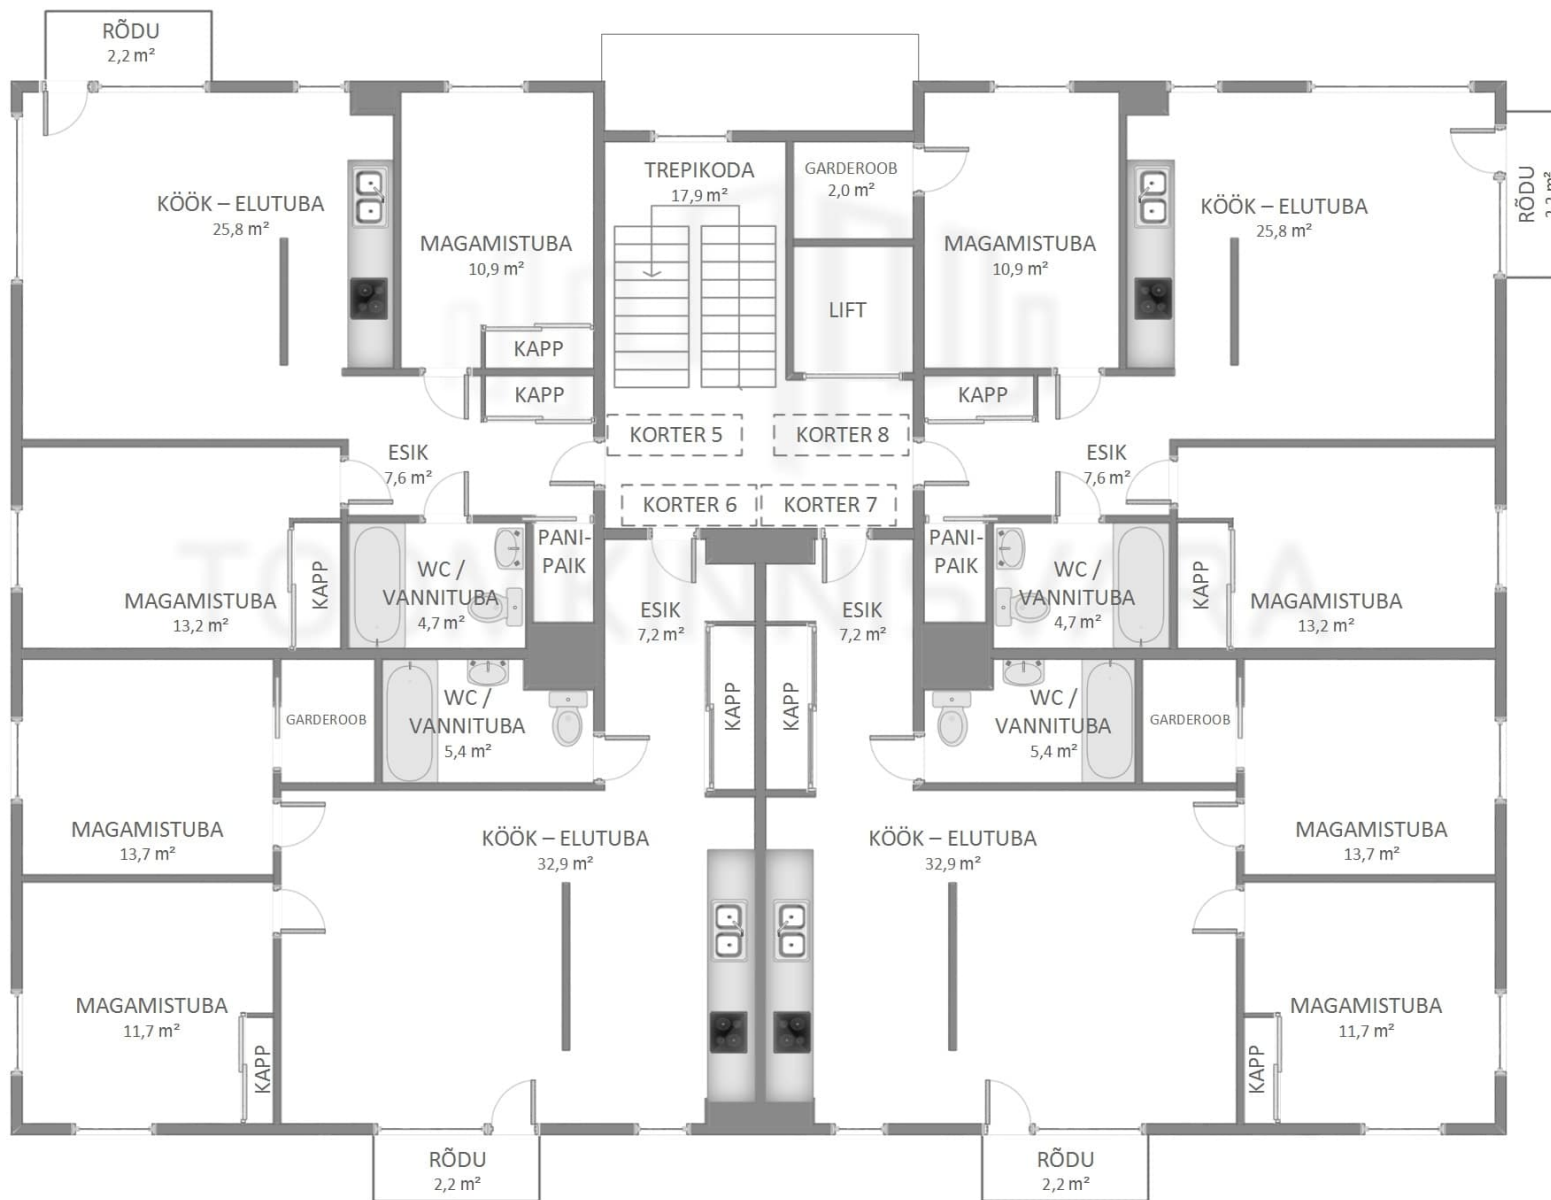 RÕDU
2,2 m²
KÖÖK – ELUTUBA
25,8 m²
MAGAMISTUBA
10,9 m²
KAPP
KAPP
TREPIKODA
17,9 m²
GARDEROOB
2,0 m²
LIFT
MAGAMISTUBA
10,9 m²
KÖÖK – ELUTUBA
25,8 m²
RÕDU
2,2 m²
KAPP
KORTER 5
KORTER 8
KORTER 6
KORTER 7
ESIK
7,6 m²
ESIK
7,6 m²
MAGAMISTUBA
13,2 m²
KAPP
WC /
VANNITUBA
4,7 m²
PANI-
PAIK
ESIK
7,2 m²
ESIK
7,2 m²
PANI-
PAIK
WC /
VANNITUBA
4,7 m²
KAPP
MAGAMISTUBA
13,2 m²
TOOM KINNISVARA
GARDEROOB
WC /
VANNITUBA
5,4 m²
KAPP
KAPP
WC /
VANNITUBA
5,4 m²
GARDEROOB
MAGAMISTUBA
13,7 m²
KÖÖK – ELUTUBA
32,9 m²
KÖÖK – ELUTUBA
32,9 m²
MAGAMISTUBA
13,7 m²
MAGAMISTUBA
11,7 m²
KAPP
KAPP
MAGAMISTUBA
11,7 m²
RÕDU
2,2 m²
RÕDU
2,2 m²